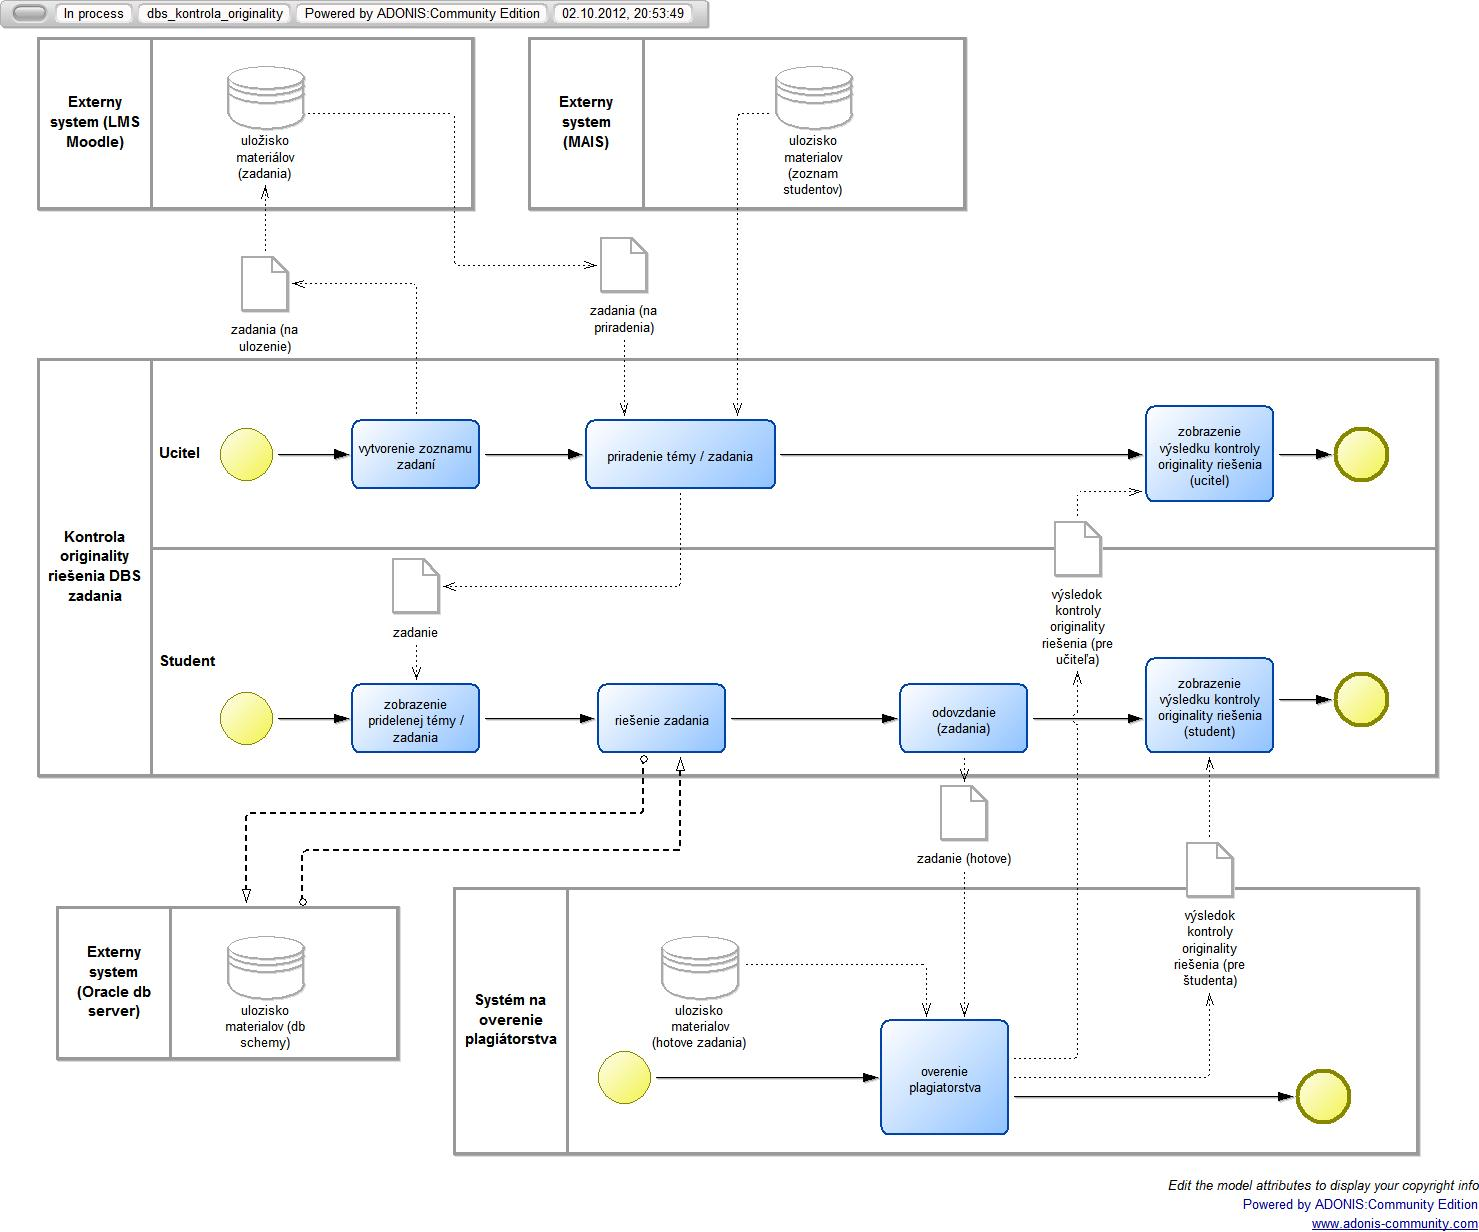 In process
dbs_kontrola_originality
Powered by ADONIS:Community Edition
02.10.2012, 20:53:49
Externy
system (LMS
Moodle)
uložisko
materiálov
(zadania)
Externy
system
(MAIS)
ulozisko
materialov
(zoznam
studentov)
zadania (na
ulozenie)
zadania (na
priradenia)
Kontrola
originality
riešenia DBS
zadania
Ucitel
vytvorenie zoznamu
zadaní
priradenie témy / zadania
zobrazenie
výsledku kontroly
originality riešenia
(ucitel)
zadanie
výsledok
kontroly
originality
riešenia (pre
učiteľa)
Student
zobrazenie
pridelenej témy /
zadania
riešenie zadania
odovzdanie
(zadania)
zobrazenie
výsledku kontroly
originality riešenia
(student)
zadanie (hotove)
výsledok
kontroly
originality
riešenia (pre
študenta)
Externy
system
(Oracle db
server)
ulozisko
materialov (db
schemy)
Systém na
overenie
plagiátorstva
ulozisko
materialov
(hotove zadania)
overenie
plagiatorstva
Edit the model attributes to display your copyright info
Powered by ADONIS:Community Edition
www.adonis-community.com